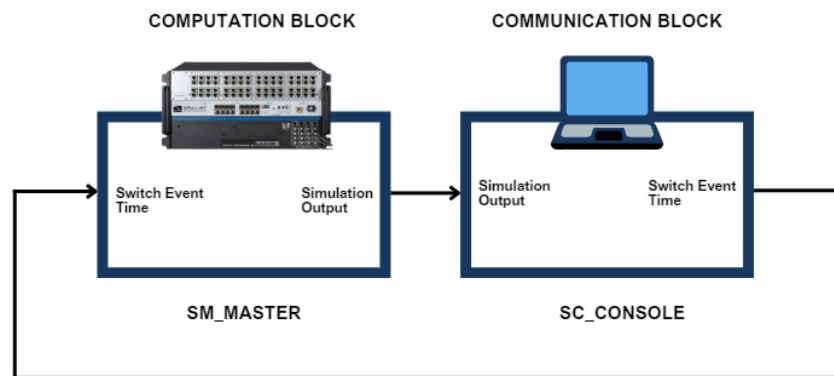 COMPUTATION BLOCK
COMMUNICATION BLOCK
Switch Event
Time
Simulation
Output
Simulation
Output
Switch Event
Time
SM_MASTER
SC_CONSOLE